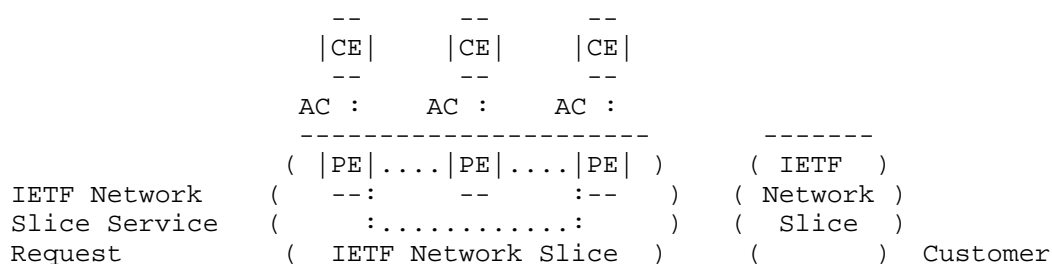 --      --      --
                     |CE|    |CE|    |CE|
                      --      --      --
                    AC :    AC :    AC :
                    ----------------------       -------
                   ( |PE|....|PE|....|PE| )     ( IETF  )
IETF Network      (   --:     --     :--   )   ( Network )
Slice Service     (     :............:     )   (  Slice  )
Request            (  IETF Network Slice  )     (       )  Customer